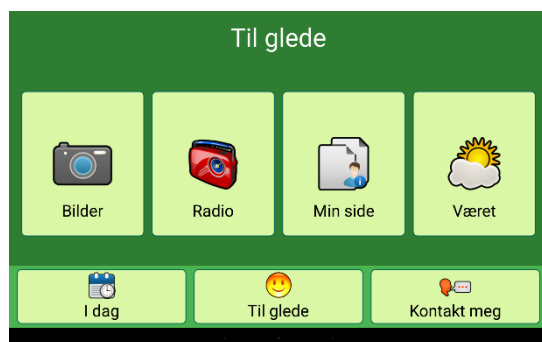 Til glede
Bilder
Radio
Min side
Været
I dag
Til glede
Kontakt meg